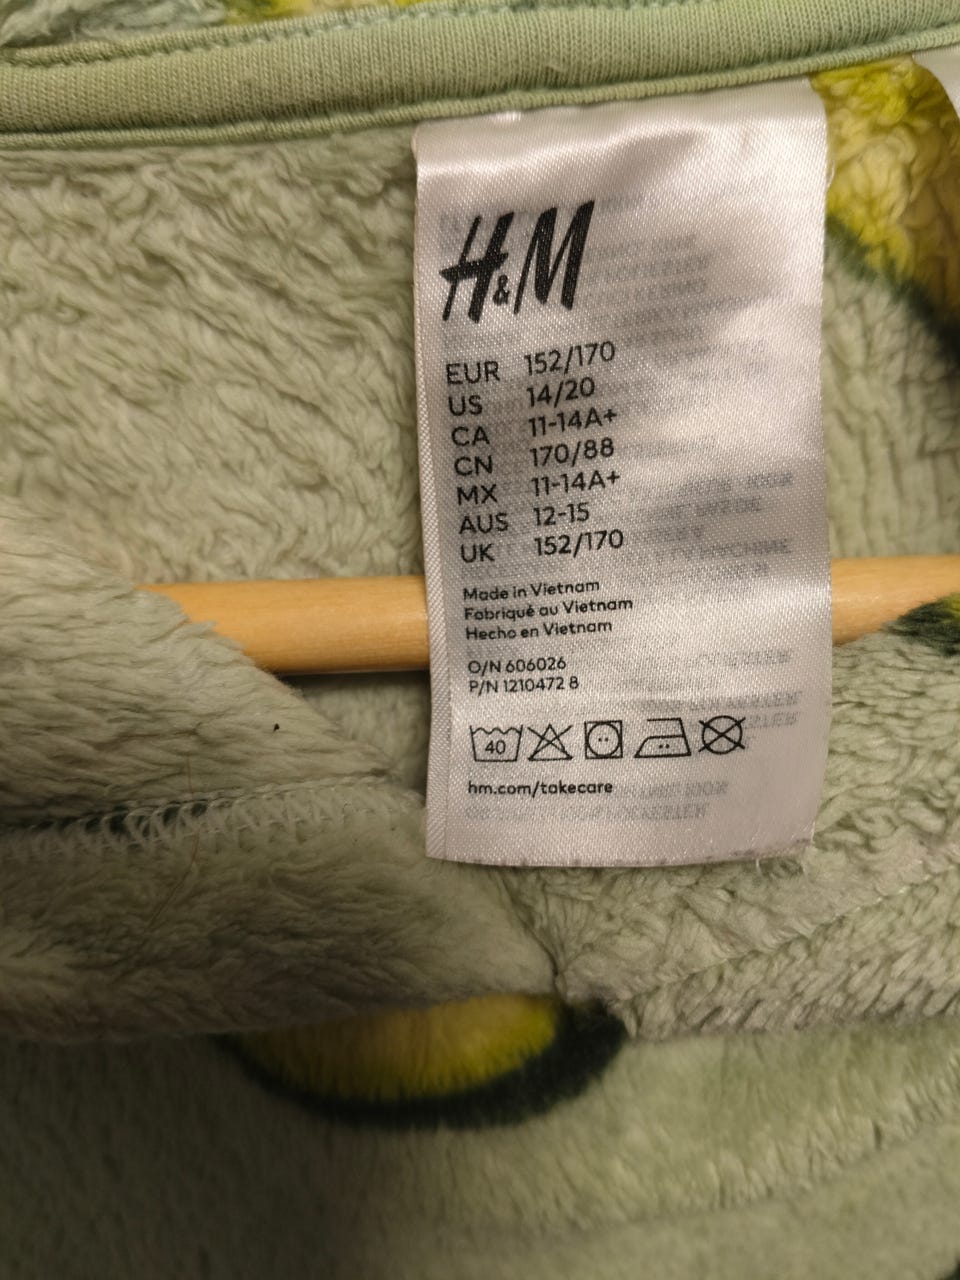 H&M
EUR 152/170
US 14/20
CA 11-14A+
CN 170/88
MX 11-14A+
AUS 12-15
UK 152/170
Made in Vietnam
Fabriqué au Vietnam
Hecho en Vietnam
O/N 606026
P/N 1210472 8
40
hm.com/takecare